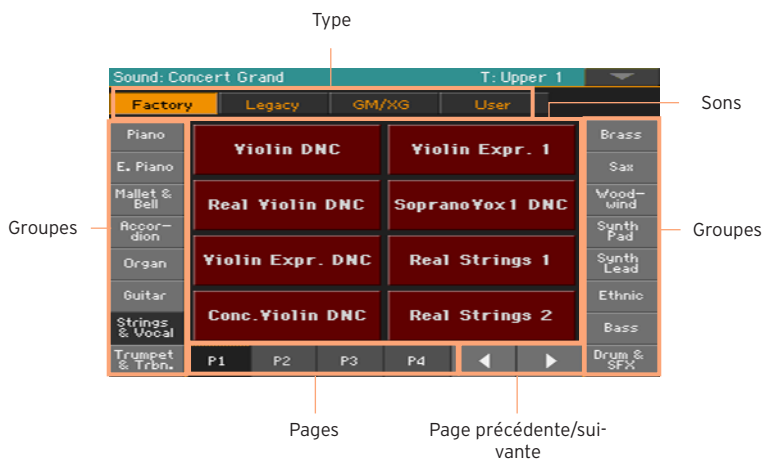 Type
Sound: Concert Grand T: Upper 1
Factory Legacy GM/XG User
Sons
Piano
E. Piano
Mallet &
Bell
Accor-
dion
Organ
Guitar
Strings
& Vocal
Trumpet
& Trbn.
Groupes
Violin DNC Violin Expr. 1
Real Violin DNC SopranoVox1 DNC
Violin Expr. DNC Real Strings 1
Conc.Violin DNC Real Strings 2
Brass
Sax
Wood-
wind
Synth
Pad
Synth
Lead
Ethnic
Bass
Drum &
SFX
Groupes
P1 P2 P3 P4
Pages
Page précédente/sui-
vante